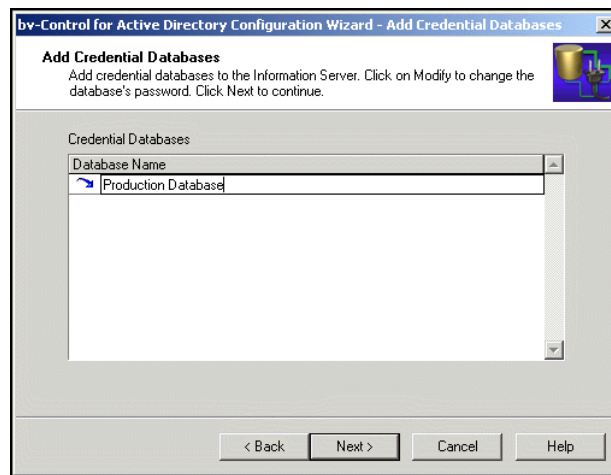 bv-Control for Active Directory Configuration Wizard - Add Credential Databases
Add Credential Databases
Add credential databases to the Information Server. Click on Modify to change the
database's password. Click Next to continue.
Credential Databases
Database Name
Production Database
< Back Next > Cancel Help